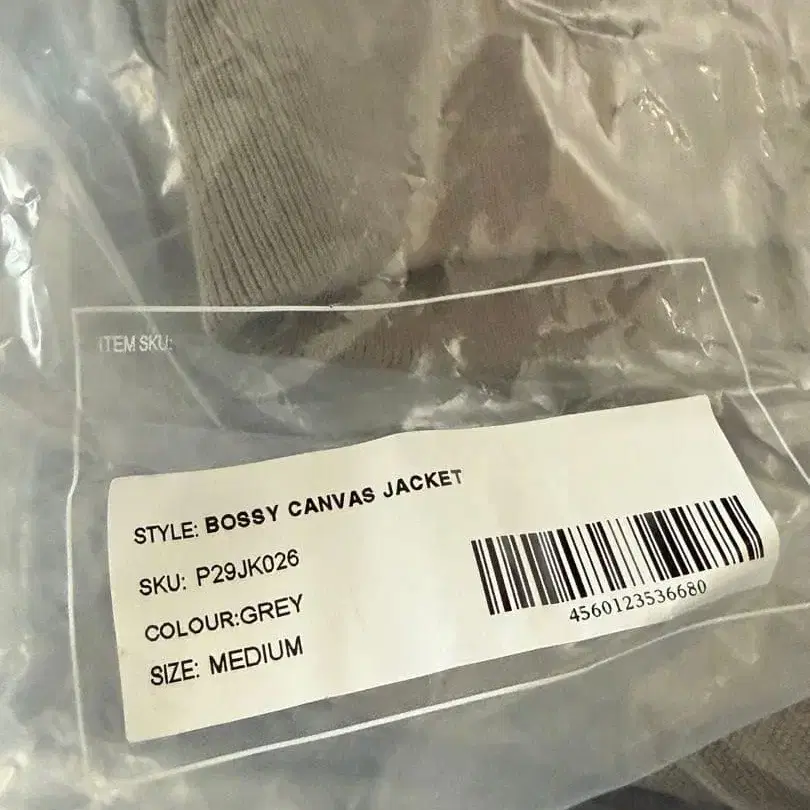 ITEM SKU:
STYLE: BOSSY CANVAS JACKET
SKU: P29JK026
COLOUR:GREY
SIZE: MEDIUM
4560123536680